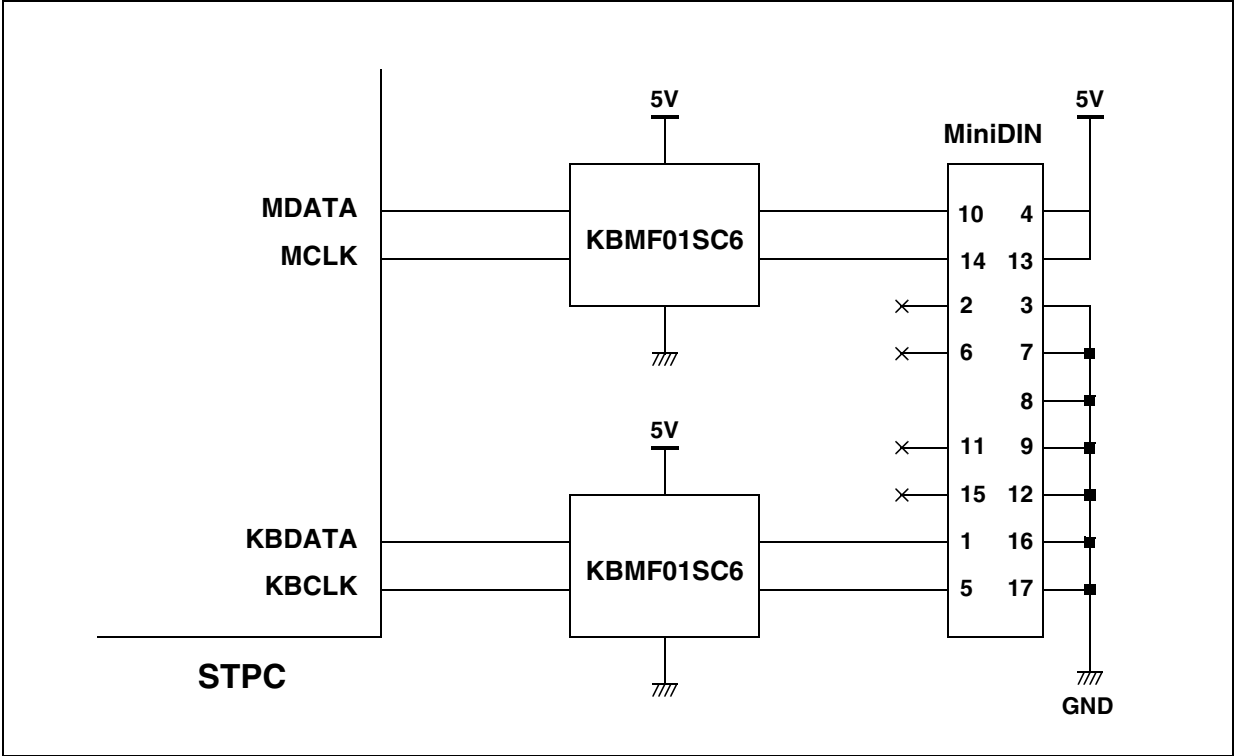 5V
5V
MiniDIN
MDATA
KBMF01SC6
10 4
MCLK
14 13
2 3
6 7
8
5V
11 9
15 12
KBDATA
1 16
KBMF01SC6
KBCLK
5 17
STPC
GND